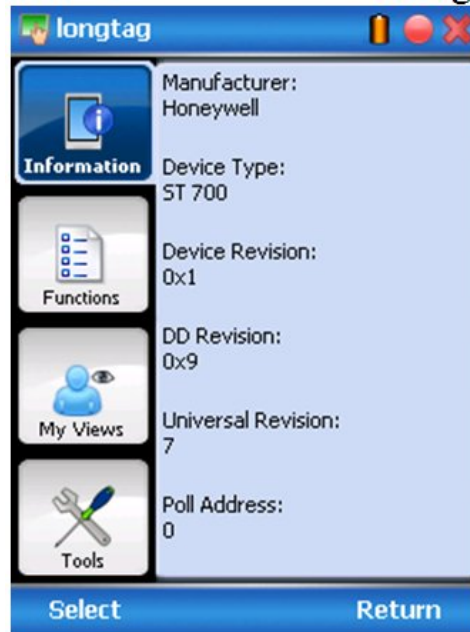 longtag
Information
Functions
My Views
Tools
Manufacturer:
Honeywell
Device Type:
ST 700
Device Revision:
0x1
DD Revision:
0x9
Universal Revision:
7
Poll Address:
0
Select
Return